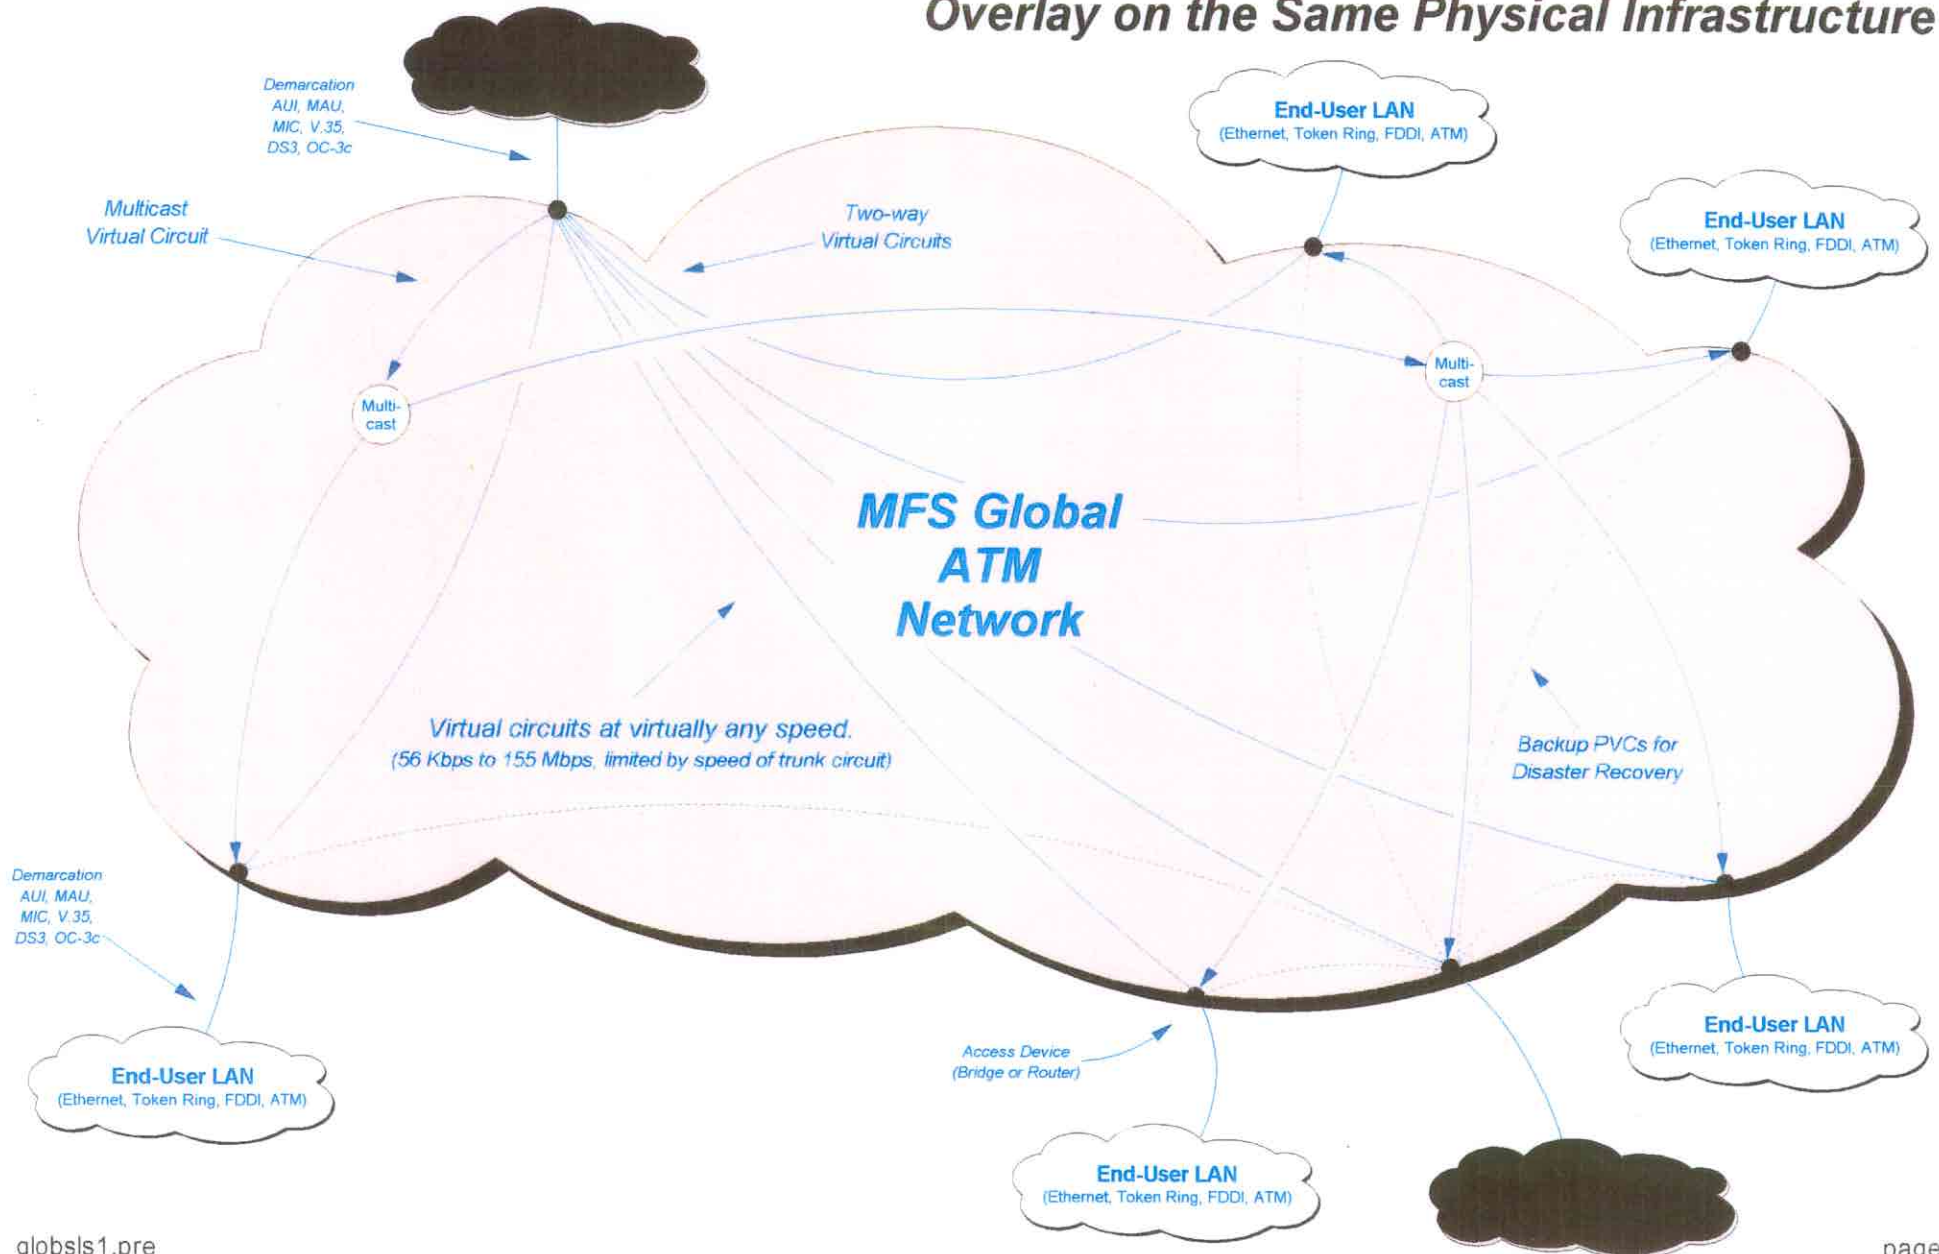 Overlay on the Same Physical Infrastructure
Demarcation
AUI, MAU,
MIC, V.35,
DS3, OC-3c
End-User LAN
(Ethernet, Token Ring, FDDI, ATM)
Multicast
Virtual Circuit
Two-way
Virtual Circuits
End-User LAN
(Ethernet, Token Ring, FDDI, ATM)
Multi-
cast
Multi-
cast
MFS Global
ATM
Network
Virtual circuits at virtually any speed.
(56 Kbps to 155 Mbps, limited by speed of trunk circuit)
Backup PVCs for
Disaster Recovery
Demarcation
AUI, MAU,
MIC, V.35,
DS3, OC-3c
End-User LAN
(Ethernet, Token Ring, FDDI, ATM)
Access Device
(Bridge or Router)
End-User LAN
(Ethernet, Token Ring, FDDI, ATM)
End-User LAN
(Ethernet, Token Ring, FDDI, ATM)
globsls1.pre
page